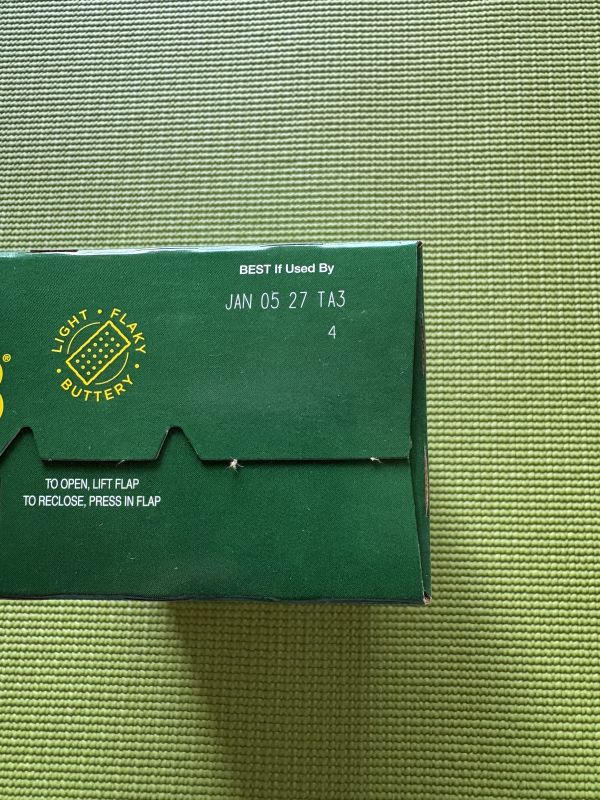 BEST If Used By
JAN 05 27 TA3
4
LIGHT • FLAKY • BUTTERY •
®
TO OPEN, LIFT FLAP
TO RECLOSE, PRESS IN FLAP